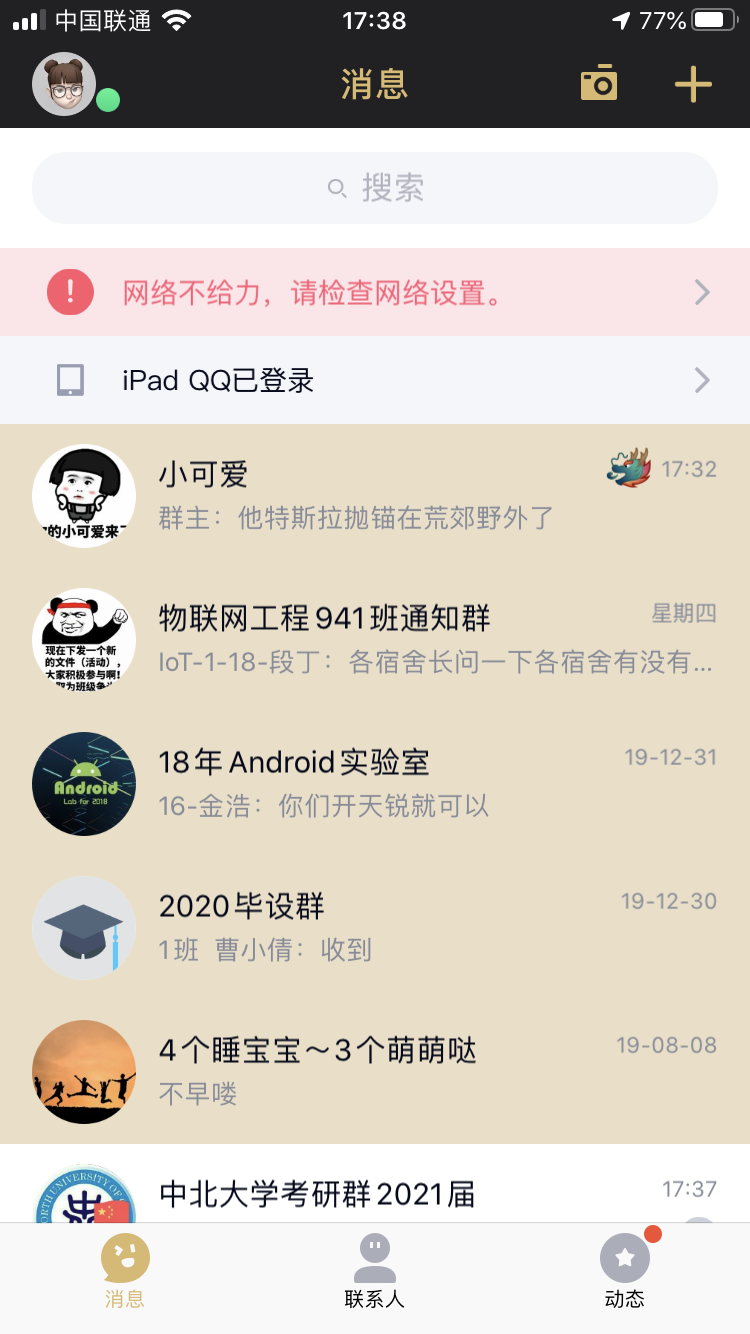 中国联通 17:38 77%
消息
搜索
网络不给力，请检查网络设置。
iPad QQ已登录
小可爱 17:32
群主：他特斯拉抛锚在荒郊野外了
的小可爱来了
物联网工程941班通知群 星期四
IoT-1-18-段丁：各宿舍长问一下各宿舍有没有...
现在下发一个新
的文件（活动），
大家积极参与啊!
18年Android实验室 19-12-31
16-金浩：你们开天锐就可以
Android
Lab for 2018
2020毕设群 19-12-30
1班 曹小倩：收到
4个睡宝宝～3个萌萌哒 19-08-08
不早喽
中北大学考研群2021届 17:37
ORTH UNIVERSITY OF C
消息 联系人 动态